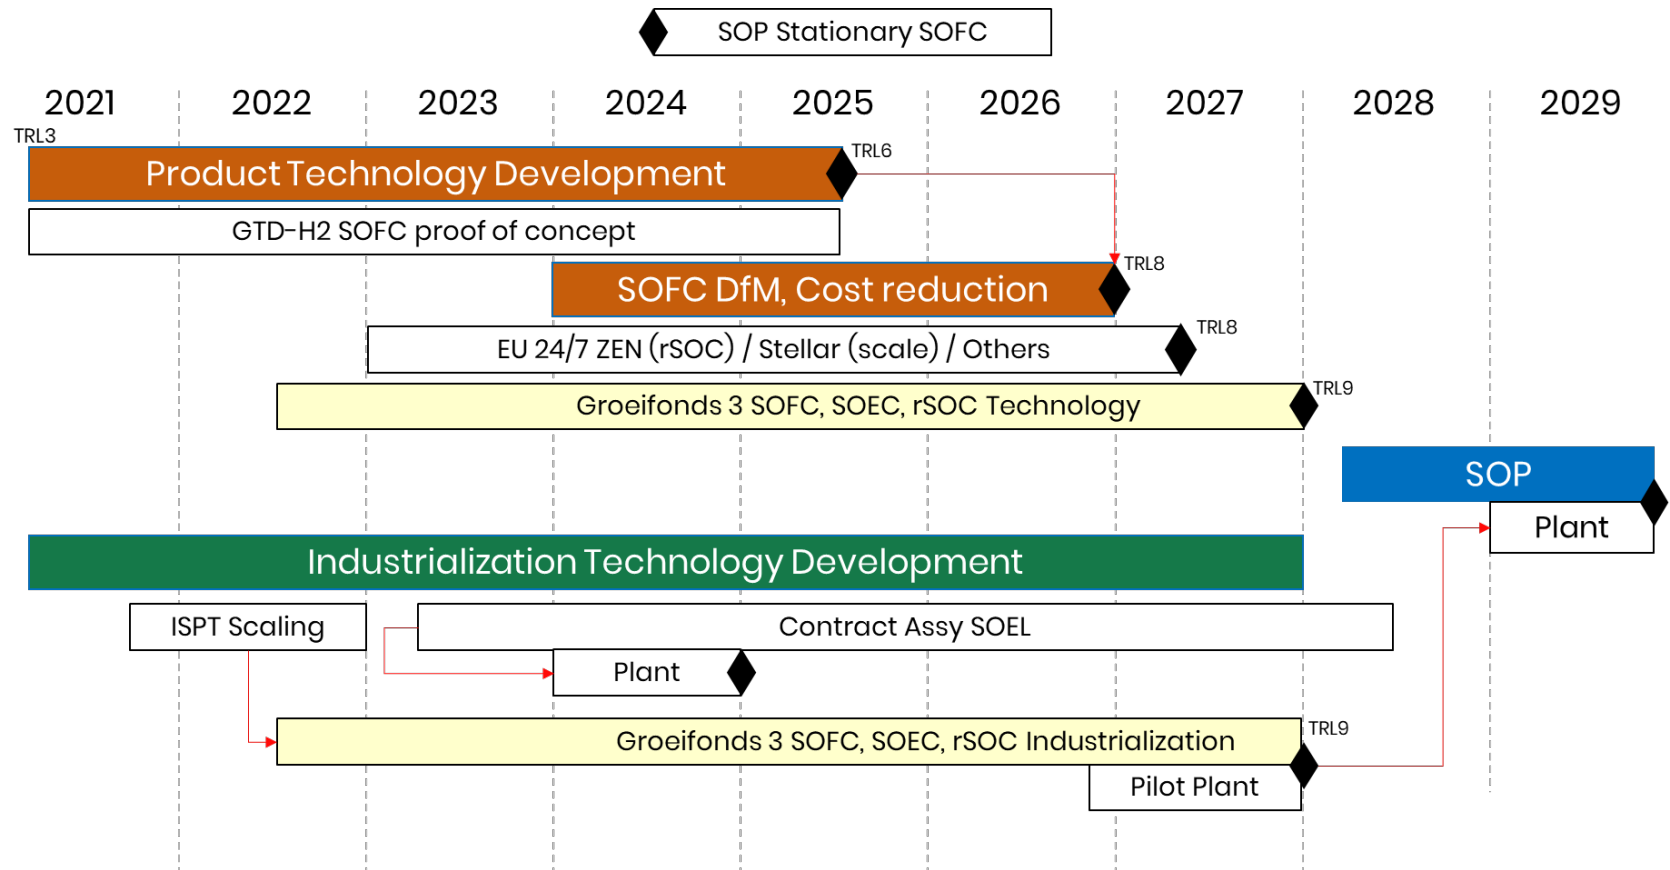 SOP Stationary SOFC
2021 2022 2023 2024 2025 2026 2027 2028 2029
TRL3
Product Technology Development
TRL6
GTD-H2 SOFC proof of concept
SOFC DfM, Cost reduction
TRL8
EU 24/7 ZEN (rSOC) / Stellar (scale) / Others
TRL8
Groeifonds 3 SOFC, SOEC, rSOC Technology
TRL9
SOP
Plant
Industrialization Technology Development
ISPT Scaling
Contract Assy SOEL
Plant
Groeifonds 3 SOFC, SOEC, rSOC Industrialization
TRL9
Pilot Plant